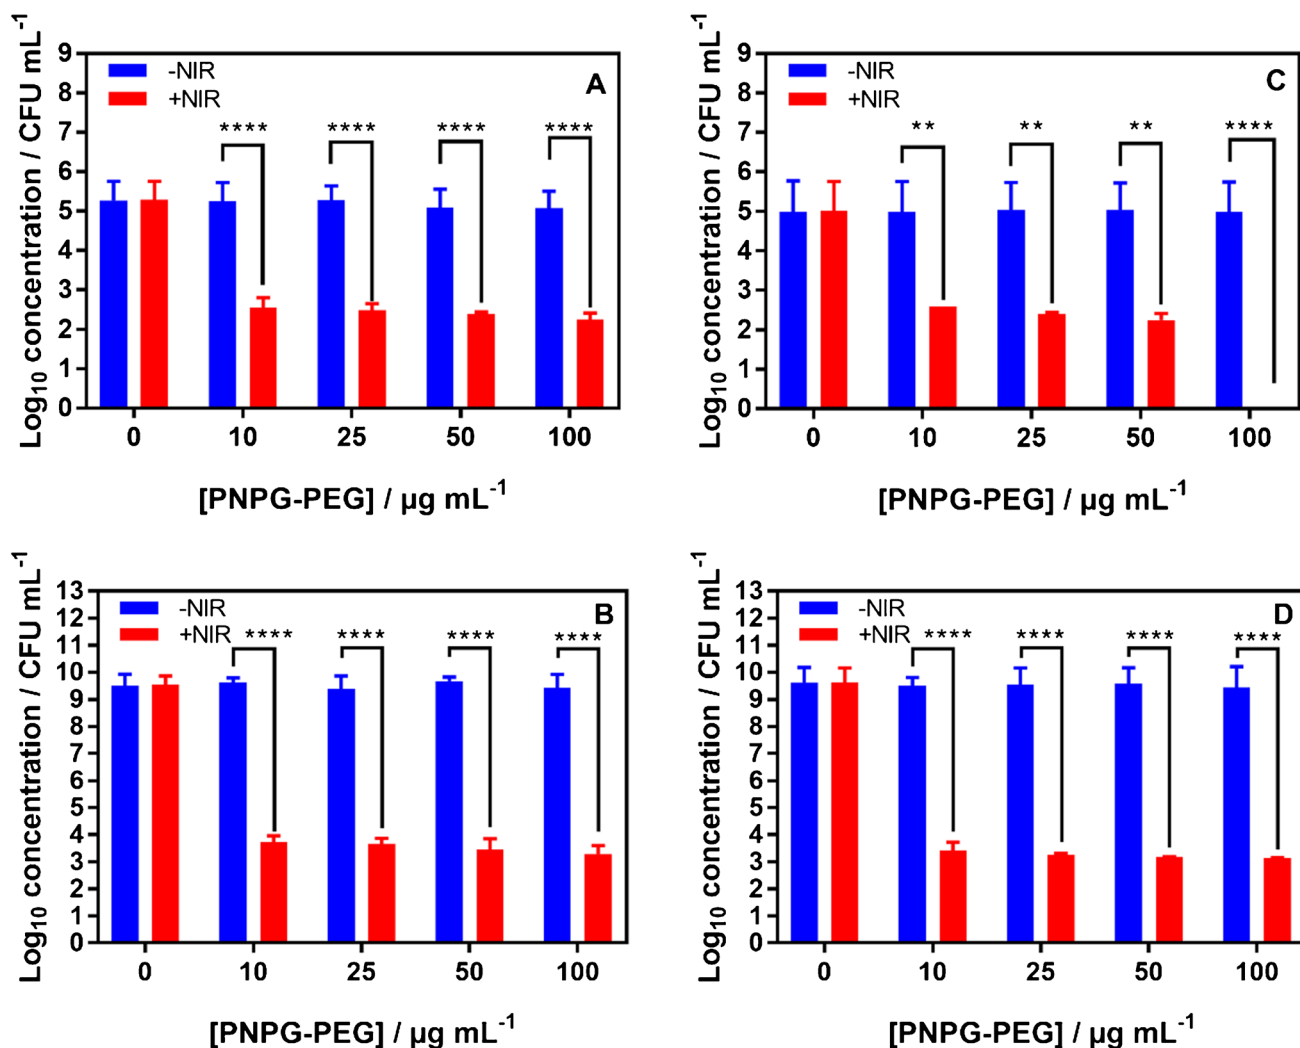 Log10 concentration / CFU mL-1
9
8
7
6
5
4
3
2
1
0
-NIR
+NIR
A
**** **** **** ****
0 10 25 50 100
[PNPG-PEG] / µg mL-1
Log10 concentration / CFU mL-1
9
8
7
6
5
4
3
2
1
0
-NIR
+NIR
C
** ** ** ****
0 10 25 50 100
[PNPG-PEG] / µg mL-1
Log10 concentration / CFU mL-1
13
12
11
10
9
8
7
6
5
4
3
2
1
0
-NIR
+NIR
B
**** **** **** ****
0 10 25 50 100
[PNPG-PEG] / µg mL-1
Log10 concentration / CFU mL-1
13
12
11
10
9
8
7
6
5
4
3
2
1
0
-NIR
+NIR
D
**** **** **** ****
0 10 25 50 100
[PNPG-PEG] / µg mL-1